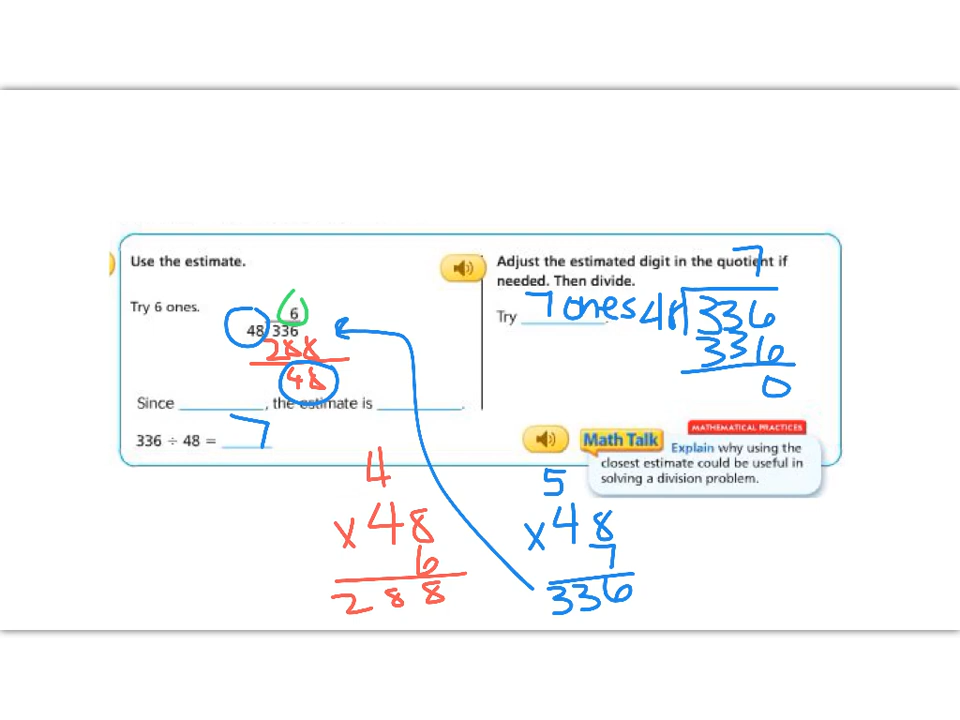 Use the estimate.
Try 6 ones.
6
48 336
288
48
Since ________, the estimate is ________.
336 ÷ 48 = 7
Adjust the estimated digit in the quotient if
needed. Then divide.
Try 7 ones.
7
48 336
336
0
MATHEMATICAL PRACTICES
Math Talk Explain why using the
closest estimate could be useful in
solving a division problem.
4
x 48
6
288
5
x 48
7
336